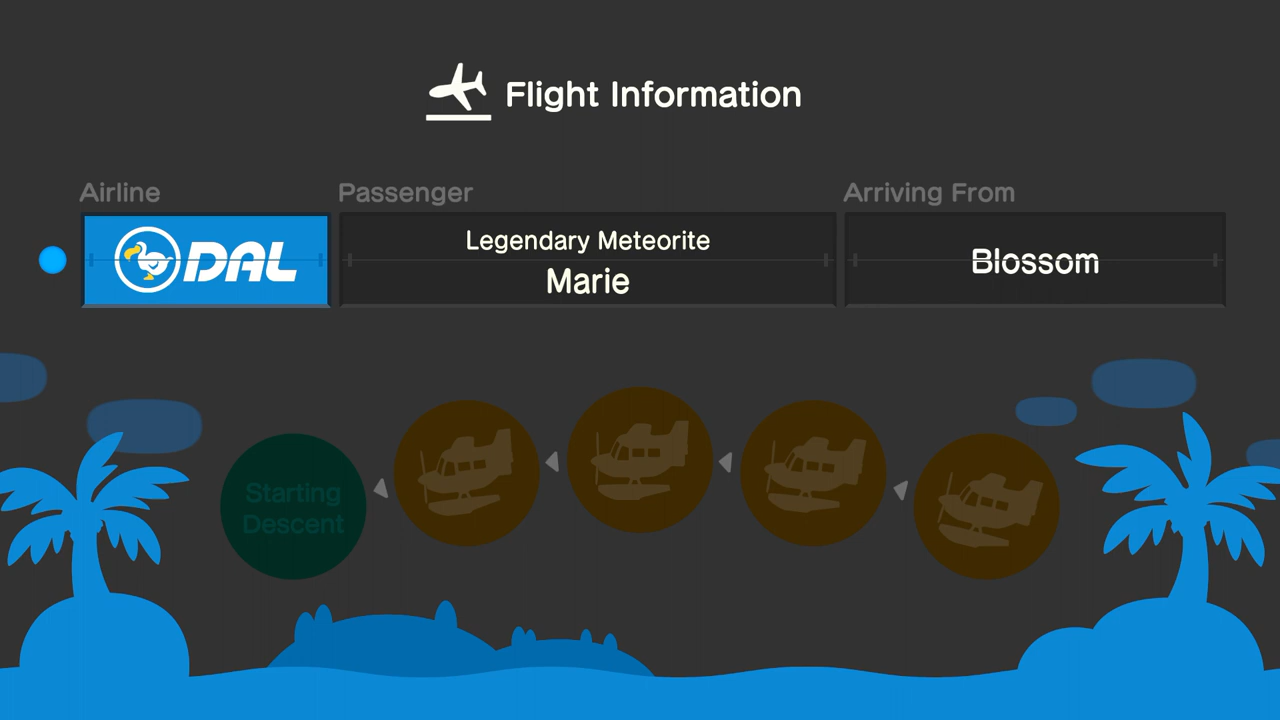 Flight Information
Airline
Passenger
Arriving From
DAL
Legendary Meteorite
Marie
Blossom
Starting
Descent